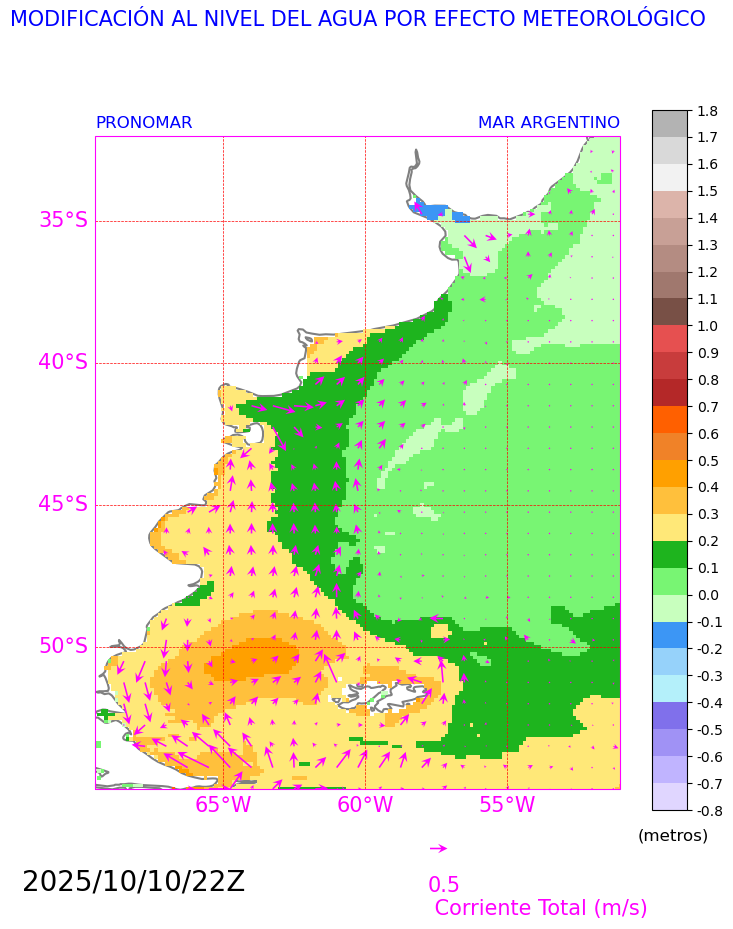 MODIFICACIÓN AL NIVEL DEL AGUA POR EFECTO METEOROLÓGICO
PRONOMAR MAR ARGENTINO
35°S
40°S
45°S
50°S
65°W 60°W 55°W
1.8
1.7
1.6
1.5
1.4
1.3
1.2
1.1
1.0
0.9
0.8
0.7
0.6
0.5
0.4
0.3
0.2
0.1
0.0
-0.1
-0.2
-0.3
-0.4
-0.5
-0.6
-0.7
-0.8
(metros)
2025/10/10/22Z
0.5
Corriente Total (m/s)